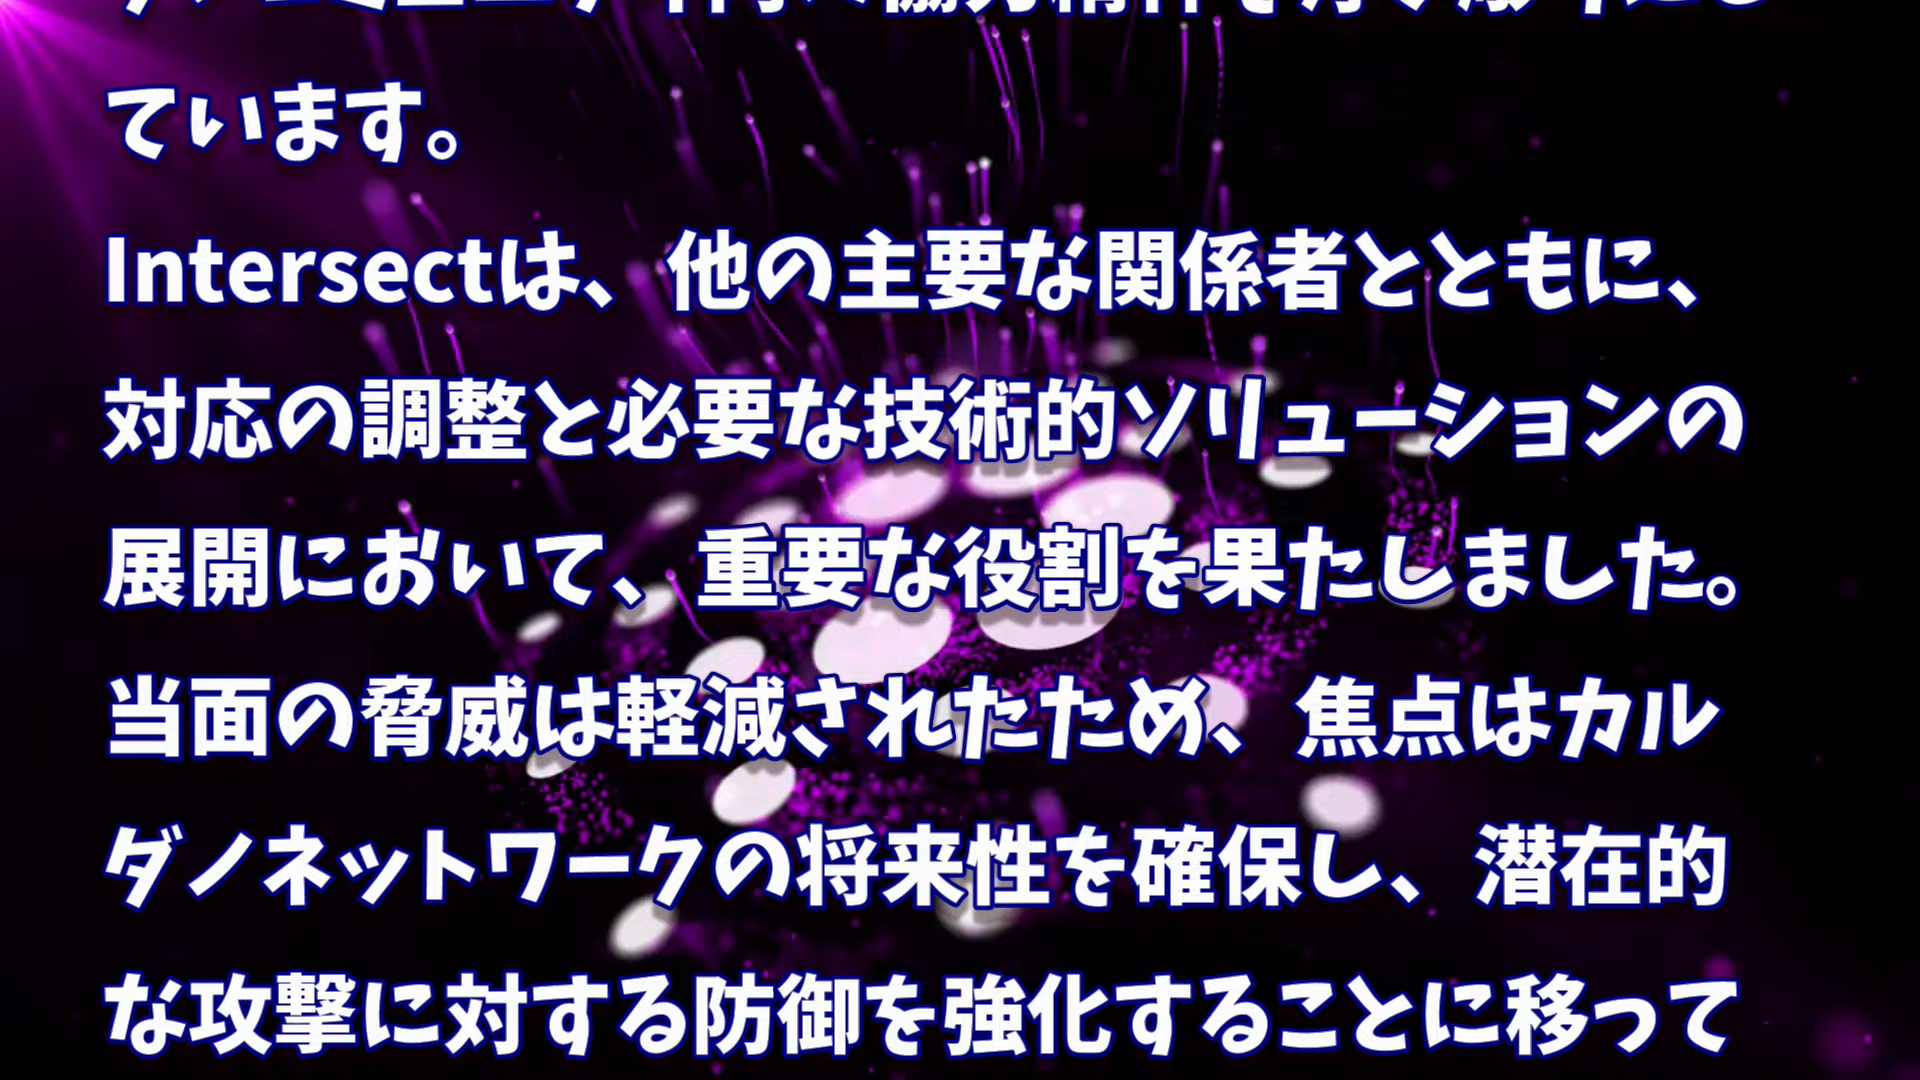 ています。
Intersectは、他の主要な関係者とともに、
対応の調整と必要な技術的ソリューションの
展開において、重要な役割を果たしました。
当面の脅威は軽減されたため、焦点はカル
ダノネットワークの将来性を確保し、潜在的
な攻撃に対する防御を強化することに移って